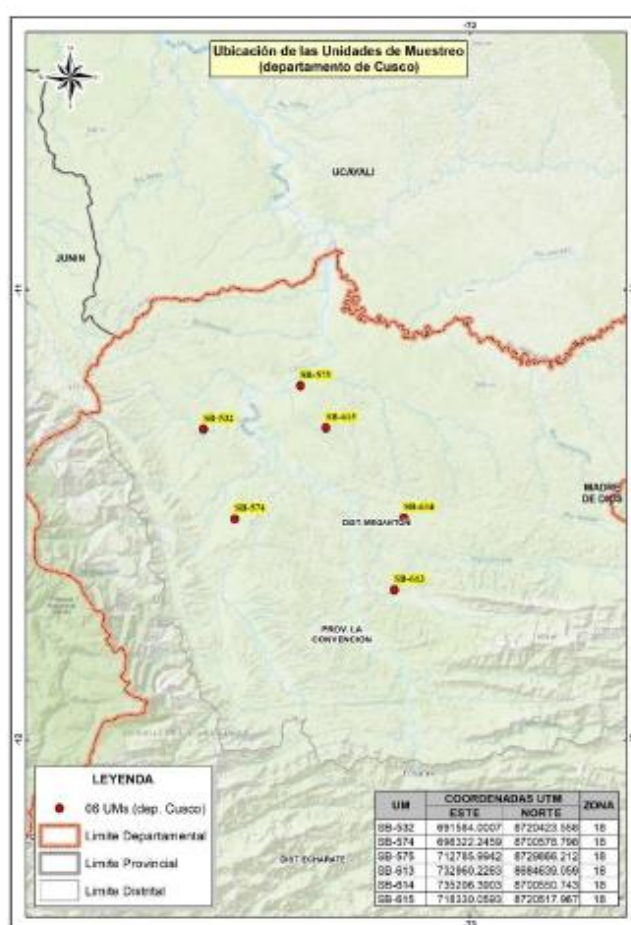 -73
Ubicación de las Unidades de Muestreo
(departamento de Cusco)
UCAYALI
JUNIN
-11
SB-575
SB-532
SB-615
MADRE
DE DIOS
SB-574
SB-614
DIST. MEGANTONI
SB-613
PROV. LA
CONVENCIÓN
-12
LEYENDA
06 UMs (dep. Cusco)
Limite Departamental
Limite Provincial
Limite Distrital
DIST. ECHARATE
UM COORDENADAS UTM ZONA
ESTE NORTE
SB-532 691584.0007 8720423.558 18
SB-574 698322.2459 8700578.796 18
SB-575 712785.9942 8729866.212 18
SB-613 732960.2263 8684639.059 18
SB-614 735206.3903 8700550.743 18
SB-615 718330.0593 8720517.967 18
-73